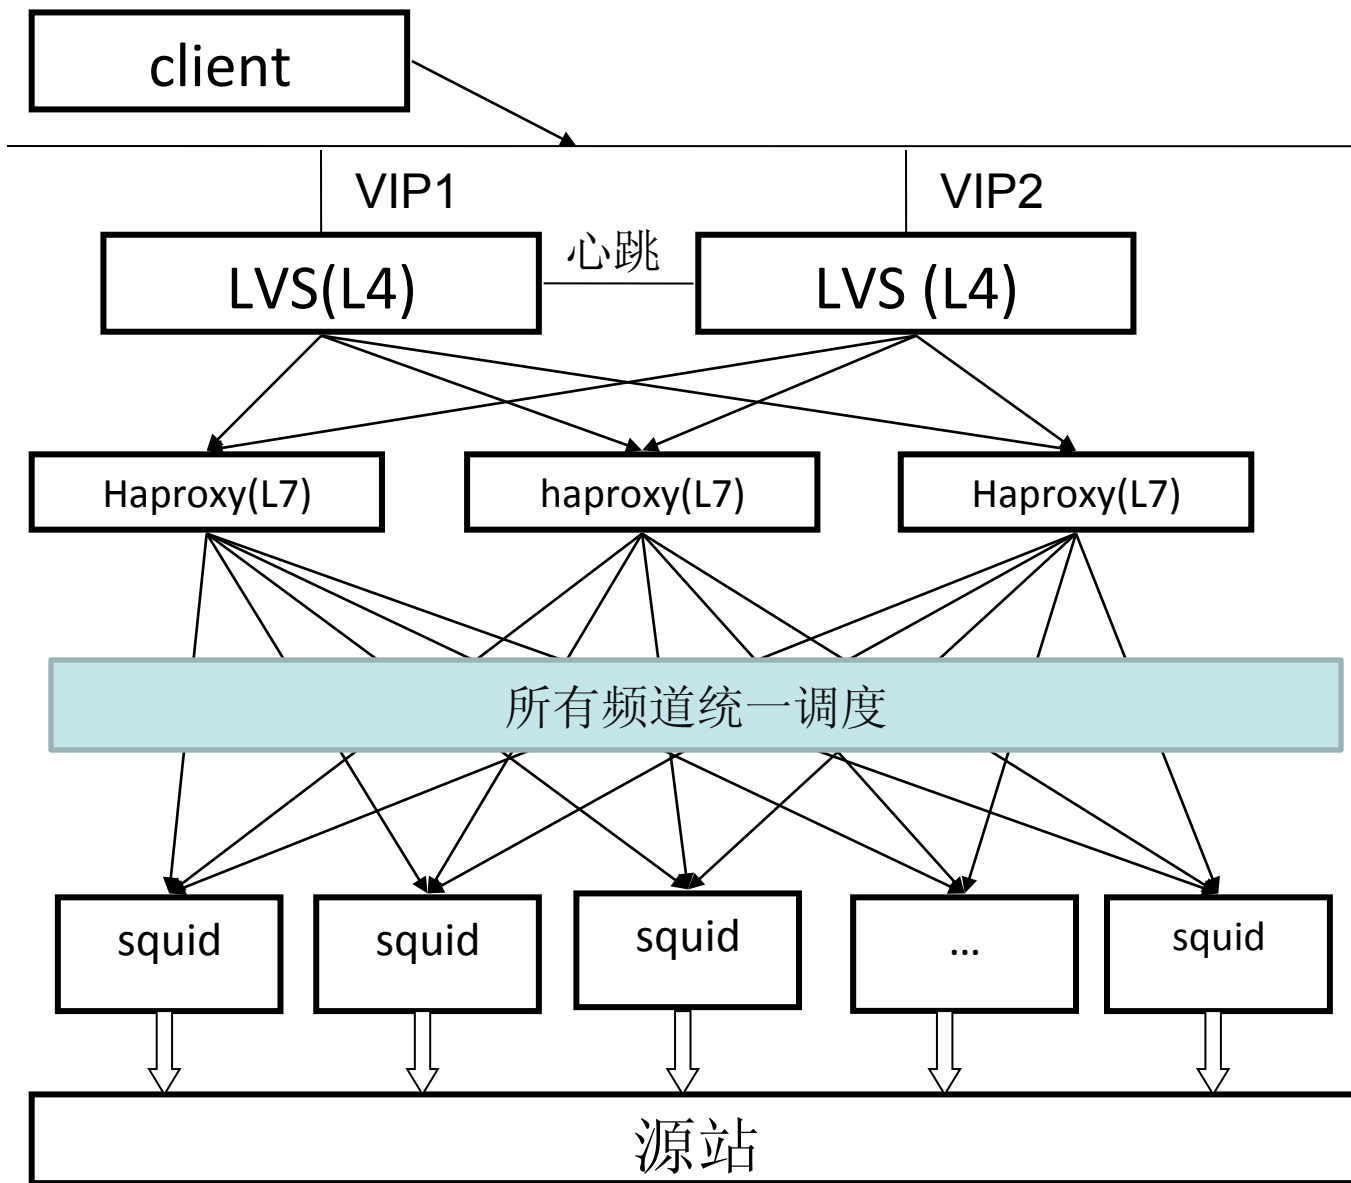 client
VIP1
VIP2
心跳
LVS(L4)
LVS (L4)
Haproxy(L7)
haproxy(L7)
Haproxy(L7)
所有频道统一调度
squid
squid
squid
...
squid
源站